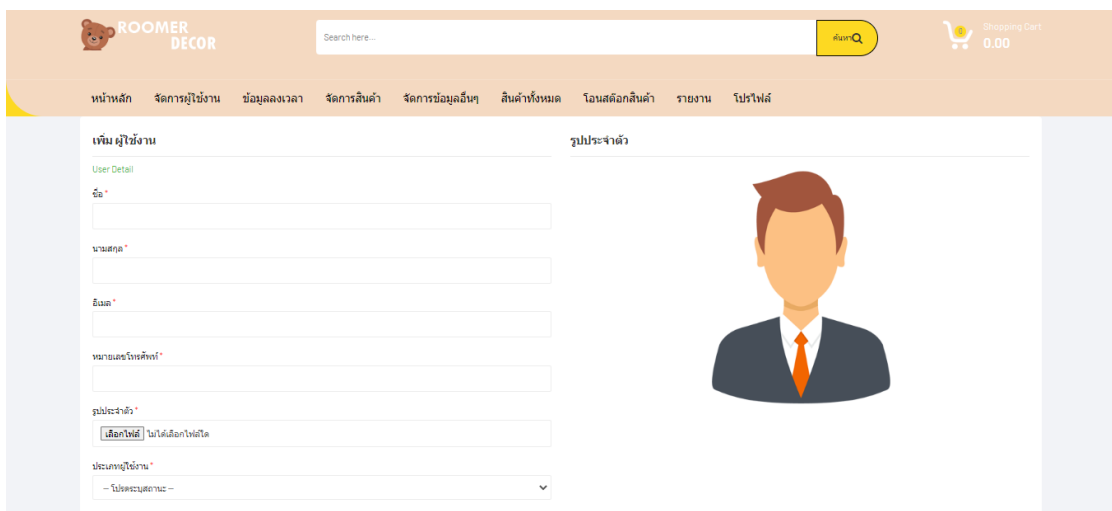 ROOMER
DECOR
Search here...
ค้นหา
0
Shopping Cart
0.00
หน้าหลัก จัดการผู้ใช้งาน ข้อมูลลงเวลา จัดการสินค้า จัดการข้อมูลอื่นๆ สินค้าทั้งหมด โอนสต๊อกสินค้า รายงาน โปรไฟล์
เพิ่ม ผู้ใช้งาน
User Detail
ชื่อ *
นามสกุล *
อีเมล *
หมายเลขโทรศัพท์ *
รูปประจำตัว *
เลือกไฟล์ ไม่ได้เลือกไฟล์ใด
ประเภทผู้ใช้งาน *
-- โปรดระบุสถานะ --
รูปประจำตัว